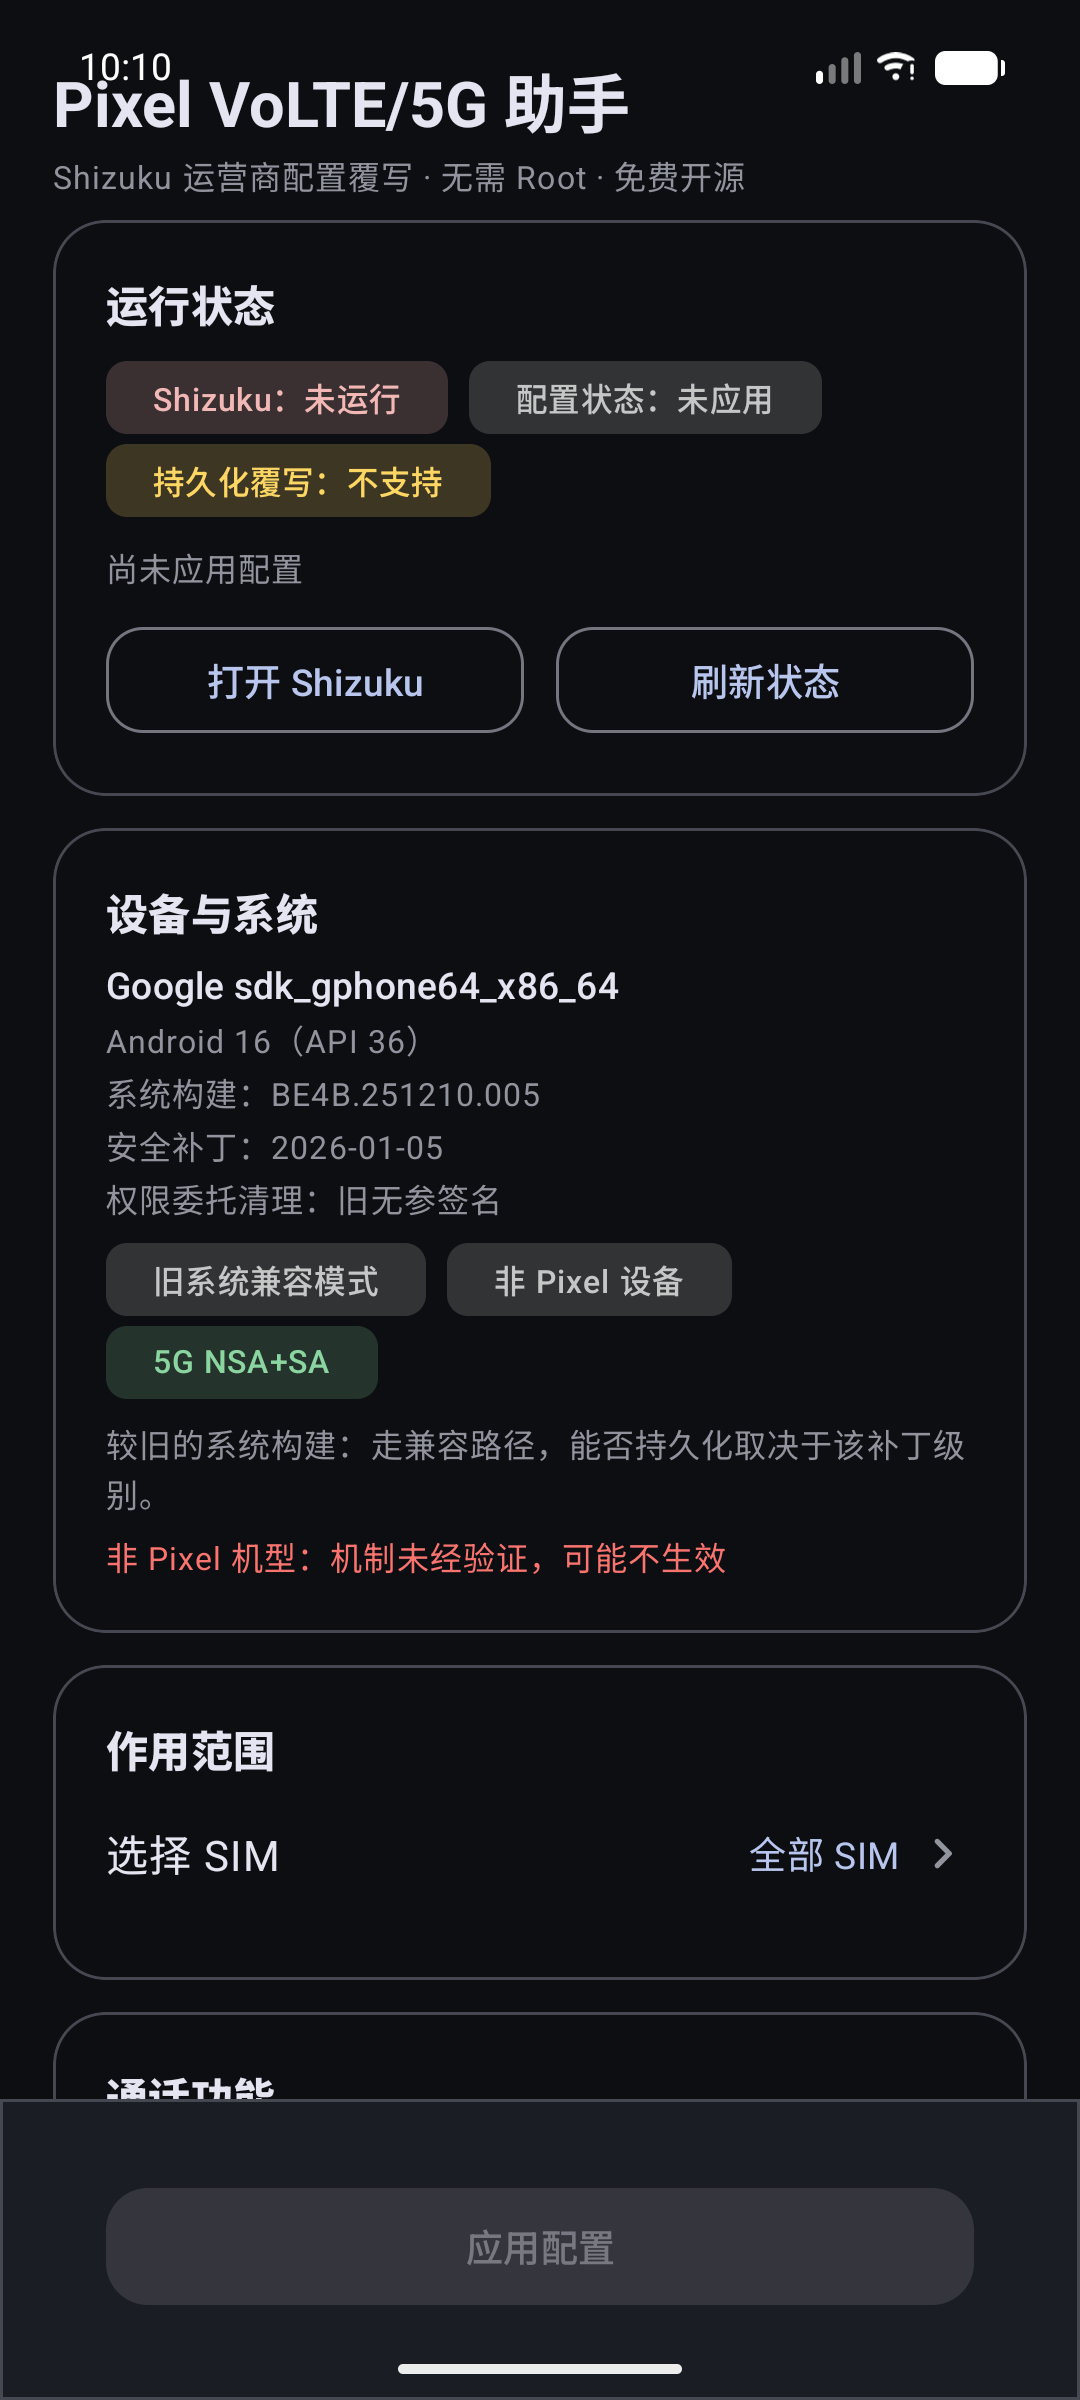 10:10
Pixel VoLTE/5G 助手
Shizuku 运营商配置覆写 · 无需 Root · 免费开源
运行状态
Shizuku：未运行
配置状态：未应用
持久化覆写：不支持
尚未应用配置
打开 Shizuku
刷新状态
设备与系统
Google sdk_gphone64_x86_64
Android 16（API 36）
系统构建：BE4B.251210.005
安全补丁：2026-01-05
权限委托清理：旧无参签名
旧系统兼容模式
非 Pixel 设备
5G NSA+SA
较旧的系统构建：走兼容路径，能否持久化取决于该补丁级
别。
非 Pixel 机型：机制未经验证，可能不生效
作用范围
选择 SIM
全部 SIM
通话功能
应用配置